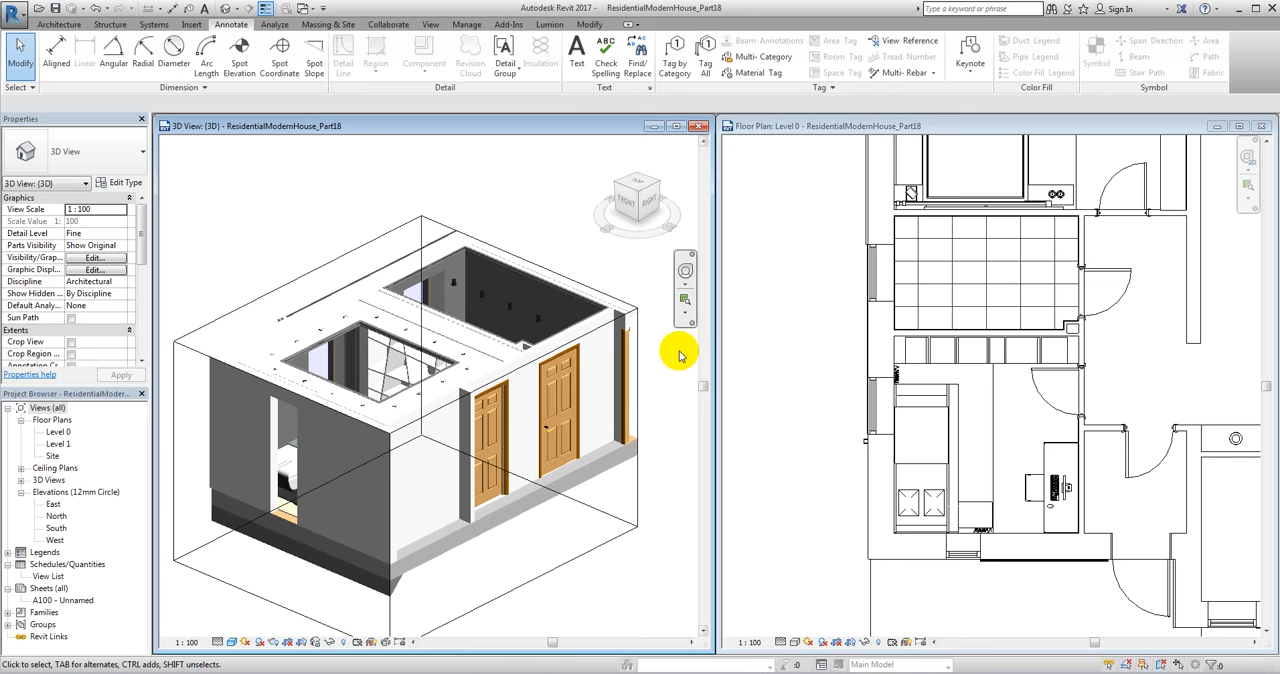 Autodesk Revit 2017 - ResidentialModernHouse_Part18
Type a keyword or phrase
Sign In
Architecture Structure Systems Insert Annotate Analyze Massing & Site Collaborate View Manage Add-Ins Lumion Modify
Modify
Aligned
Linear
Angular
Radial
Diameter
Arc Length
Spot Elevation
Spot Coordinate
Spot Slope
Detail Line
Region
Component
Revision Cloud
Detail Group
Insulation
Text
Check Spelling
Find/ Replace
Tag by Category
Tag All
Beam Annotations
Multi- Category
Material Tag
Area Tag
Room Tag
Space Tag
View Reference
Tread Number
Multi- Rebar
Keynote
Duct Legend
Pipe Legend
Color Fill Legend
Symbol
Span Direction
Beam
Stair Path
Area
Path
Fabric
Select
Dimension
Detail
Text
Tag
Color Fill
Symbol
Properties
3D View
3D View: {3D}
Edit Type
Graphics
View Scale 1 : 100
Scale Value 1: 100
Detail Level Fine
Parts Visibility Show Original
Visibility/Grap... Edit...
Graphic Displ... Edit...
Discipline Architectural
Show Hidden ... By Discipline
Default Analy... None
Sun Path
Extents
Crop View
Crop Region ...
Annotation Cr...
Properties help
Apply
Project Browser - ResidentialModer...
Views (all)
Floor Plans
Level 0
Level 1
Site
Ceiling Plans
3D Views
Elevations (12mm Circle)
East
North
South
West
Legends
Schedules/Quantities
View List
Sheets (all)
A100 - Unnamed
Families
Groups
Revit Links
3D View: {3D} - ResidentialModernHouse_Part18
TOP
FRONT
RIGHT
1 : 100
Floor Plan: Level 0 - ResidentialModernHouse_Part18
1 : 100
Click to select, TAB for alternates, CTRL adds, SHIFT unselects.
:0
Main Model
:0